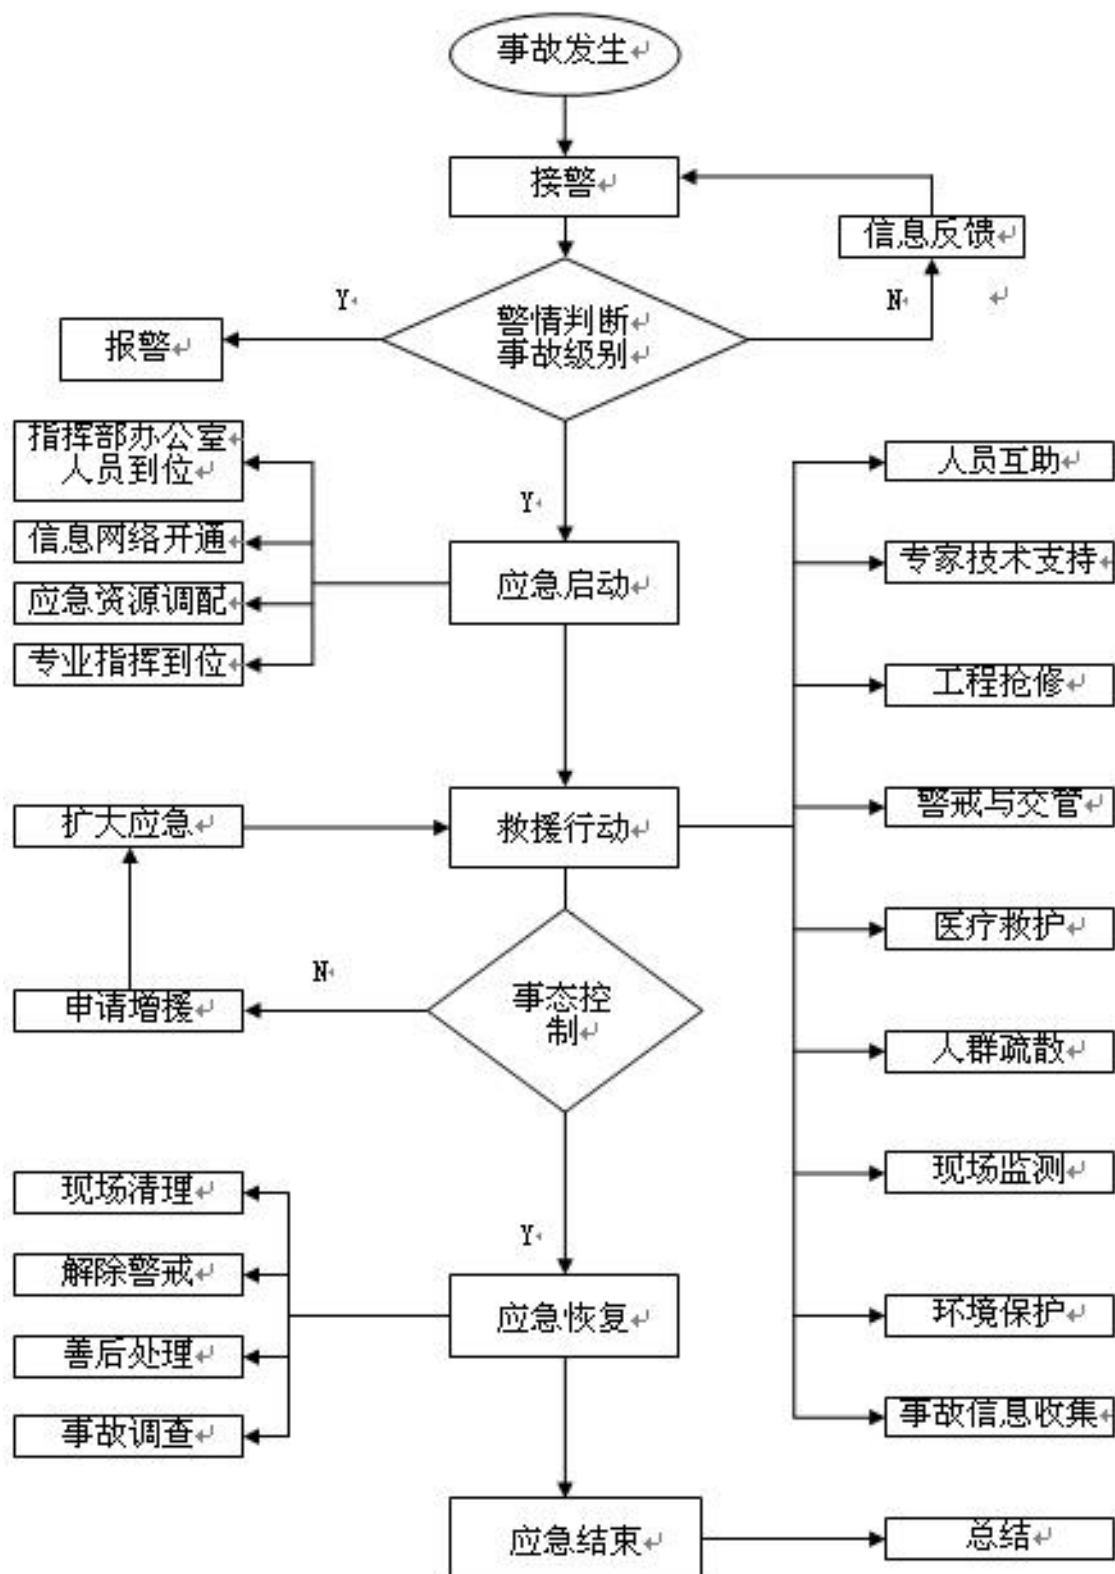 事故发生
接警
信息反馈
Y
N
警情判断
事故级别
报警
指挥部办公室
人员到位
信息网络开通
应急资源调配
专业指挥到位
Y
应急启动
人员互助
专家技术支持
工程抢修
警戒与交管
医疗救护
人群疏散
现场监测
环境保护
事故信息收集
扩大应急
救援行动
申请增援
N
事态控
制
Y
现场清理
解除警戒
善后处理
事故调查
应急恢复
应急结束
总结